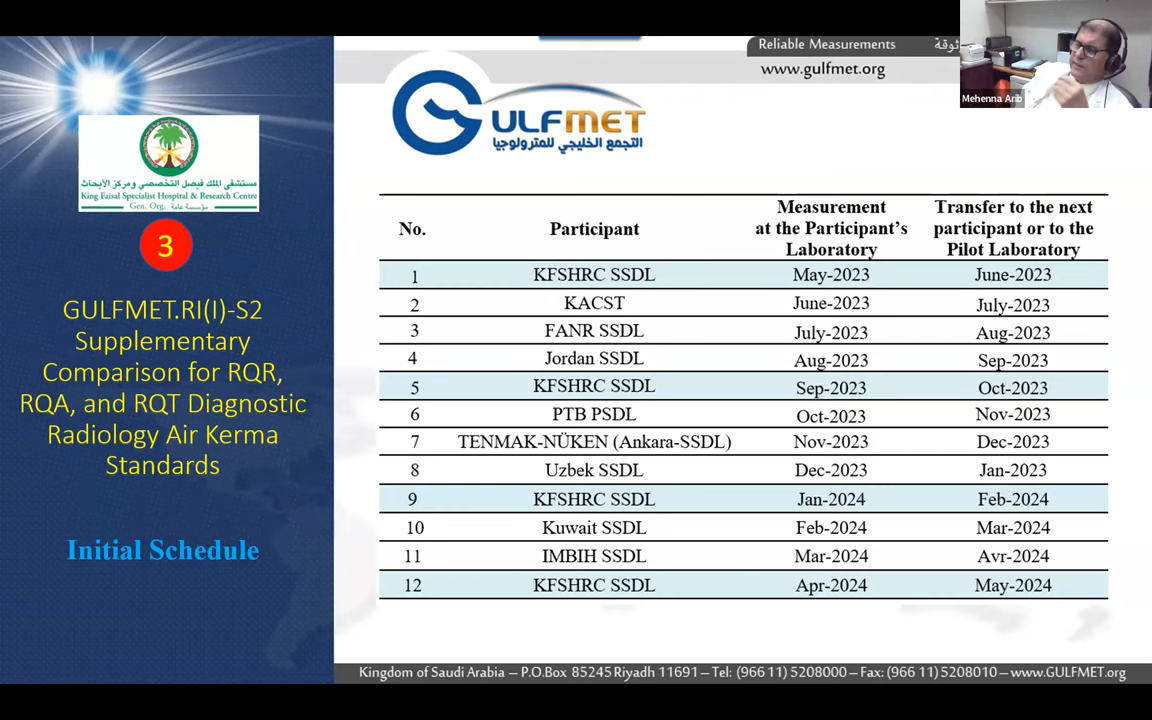 Reliable Measurements
www.gulfmet.org
Mehenna Arib
GULFMET
التجمع الخليجي للمترولوجيا
مستشفى الملك فيصل التخصصي ومركز الأبحاث
King Faisal Specialist Hospital & Research Centre
Gen. Org. مؤسسة عامة
3
GULFMET.RI(I)-S2
Supplementary
Comparison for RQR,
RQA, and RQT Diagnostic
Radiology Air Kerma
Standards
Initial Schedule
No. Participant Measurement at the Participant's Laboratory Transfer to the next participant or to the Pilot Laboratory
1 KFSHRC SSDL May-2023 June-2023
2 KACST June-2023 July-2023
3 FANR SSDL July-2023 Aug-2023
4 Jordan SSDL Aug-2023 Sep-2023
5 KFSHRC SSDL Sep-2023 Oct-2023
6 PTB PSDL Oct-2023 Nov-2023
7 TENMAK-NÜKEN (Ankara-SSDL) Nov-2023 Dec-2023
8 Uzbek SSDL Dec-2023 Jan-2023
9 KFSHRC SSDL Jan-2024 Feb-2024
10 Kuwait SSDL Feb-2024 Mar-2024
11 IMBIH SSDL Mar-2024 Avr-2024
12 KFSHRC SSDL Apr-2024 May-2024
Kingdom of Saudi Arabia – P.O.Box 85245 Riyadh 11691 – Tel: (966 11) 5208000 – Fax: (966 11) 5208010 – www.GULFMET.org